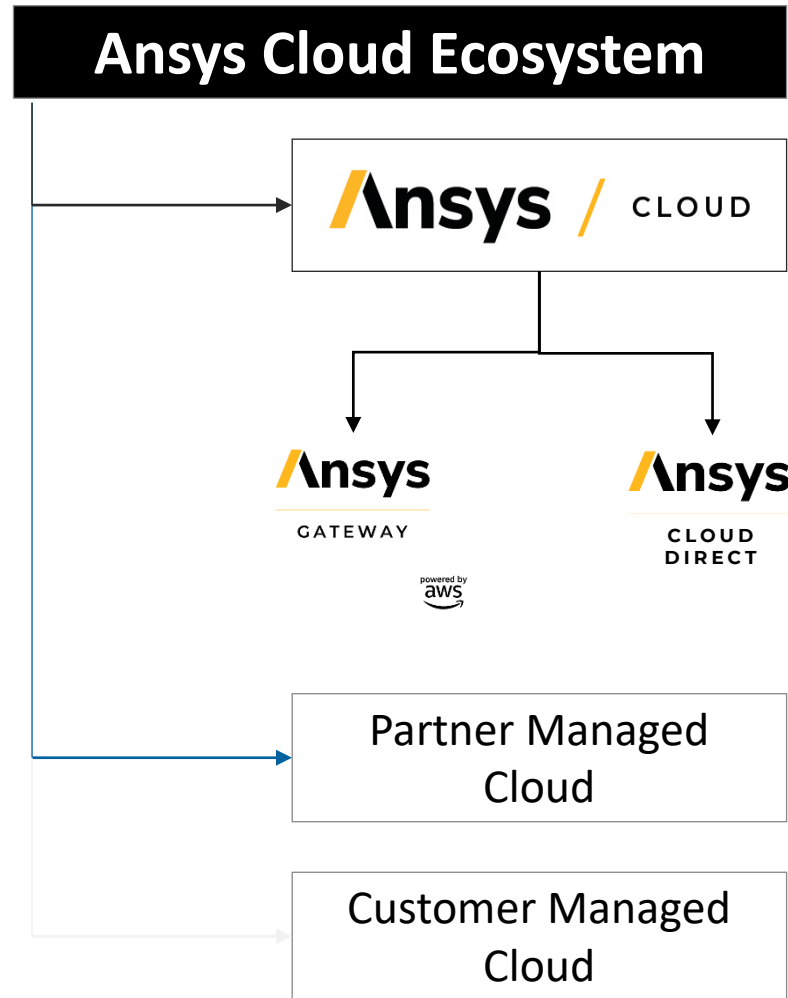 Ansys Cloud Ecosystem
Ansys / CLOUD
Ansys
GATEWAY
powered by
aws
Ansys
CLOUD
DIRECT
Partner Managed
Cloud
Customer Managed
Cloud